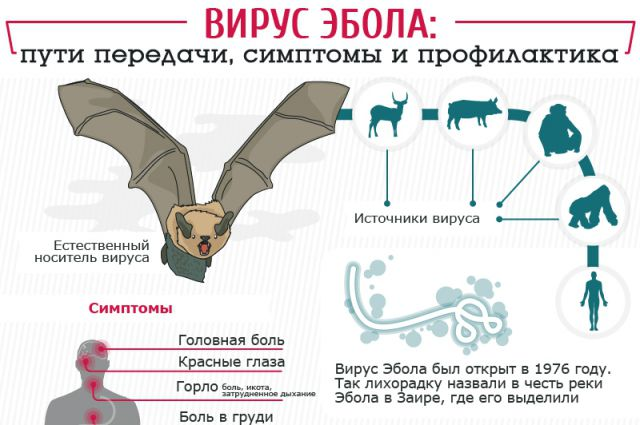 ВИРУС ЭБОЛА:
пути передачи, симптомы и профилактика
Источники вируса
Естественный
носитель вируса
Симптомы
Головная боль
Красные глаза
Горло боль, икота,
затрудненное дыхание
Боль в груди
Вирус Эбола был открыт в 1976 году.
Так лихорадку назвали в честь реки
Эбола в Заире, где его выделили